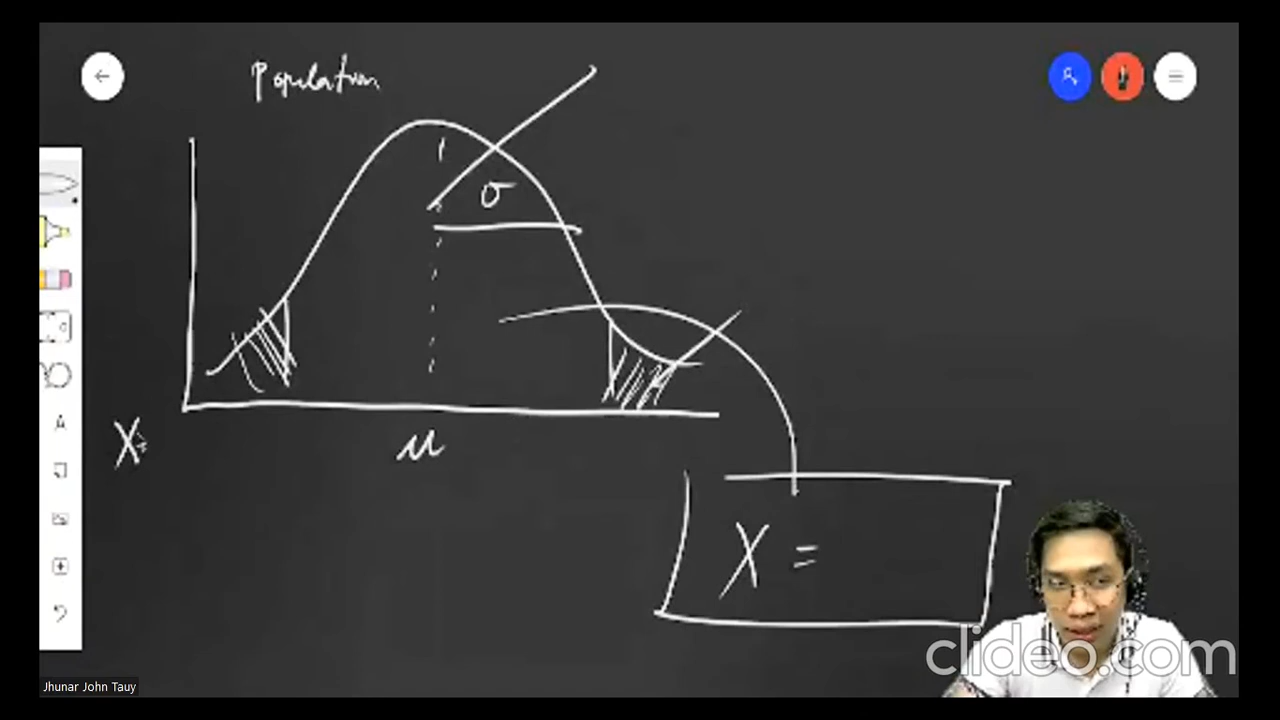 Population
σ
X
μ
X =
A
clideo.com
Jhunar John Tauy